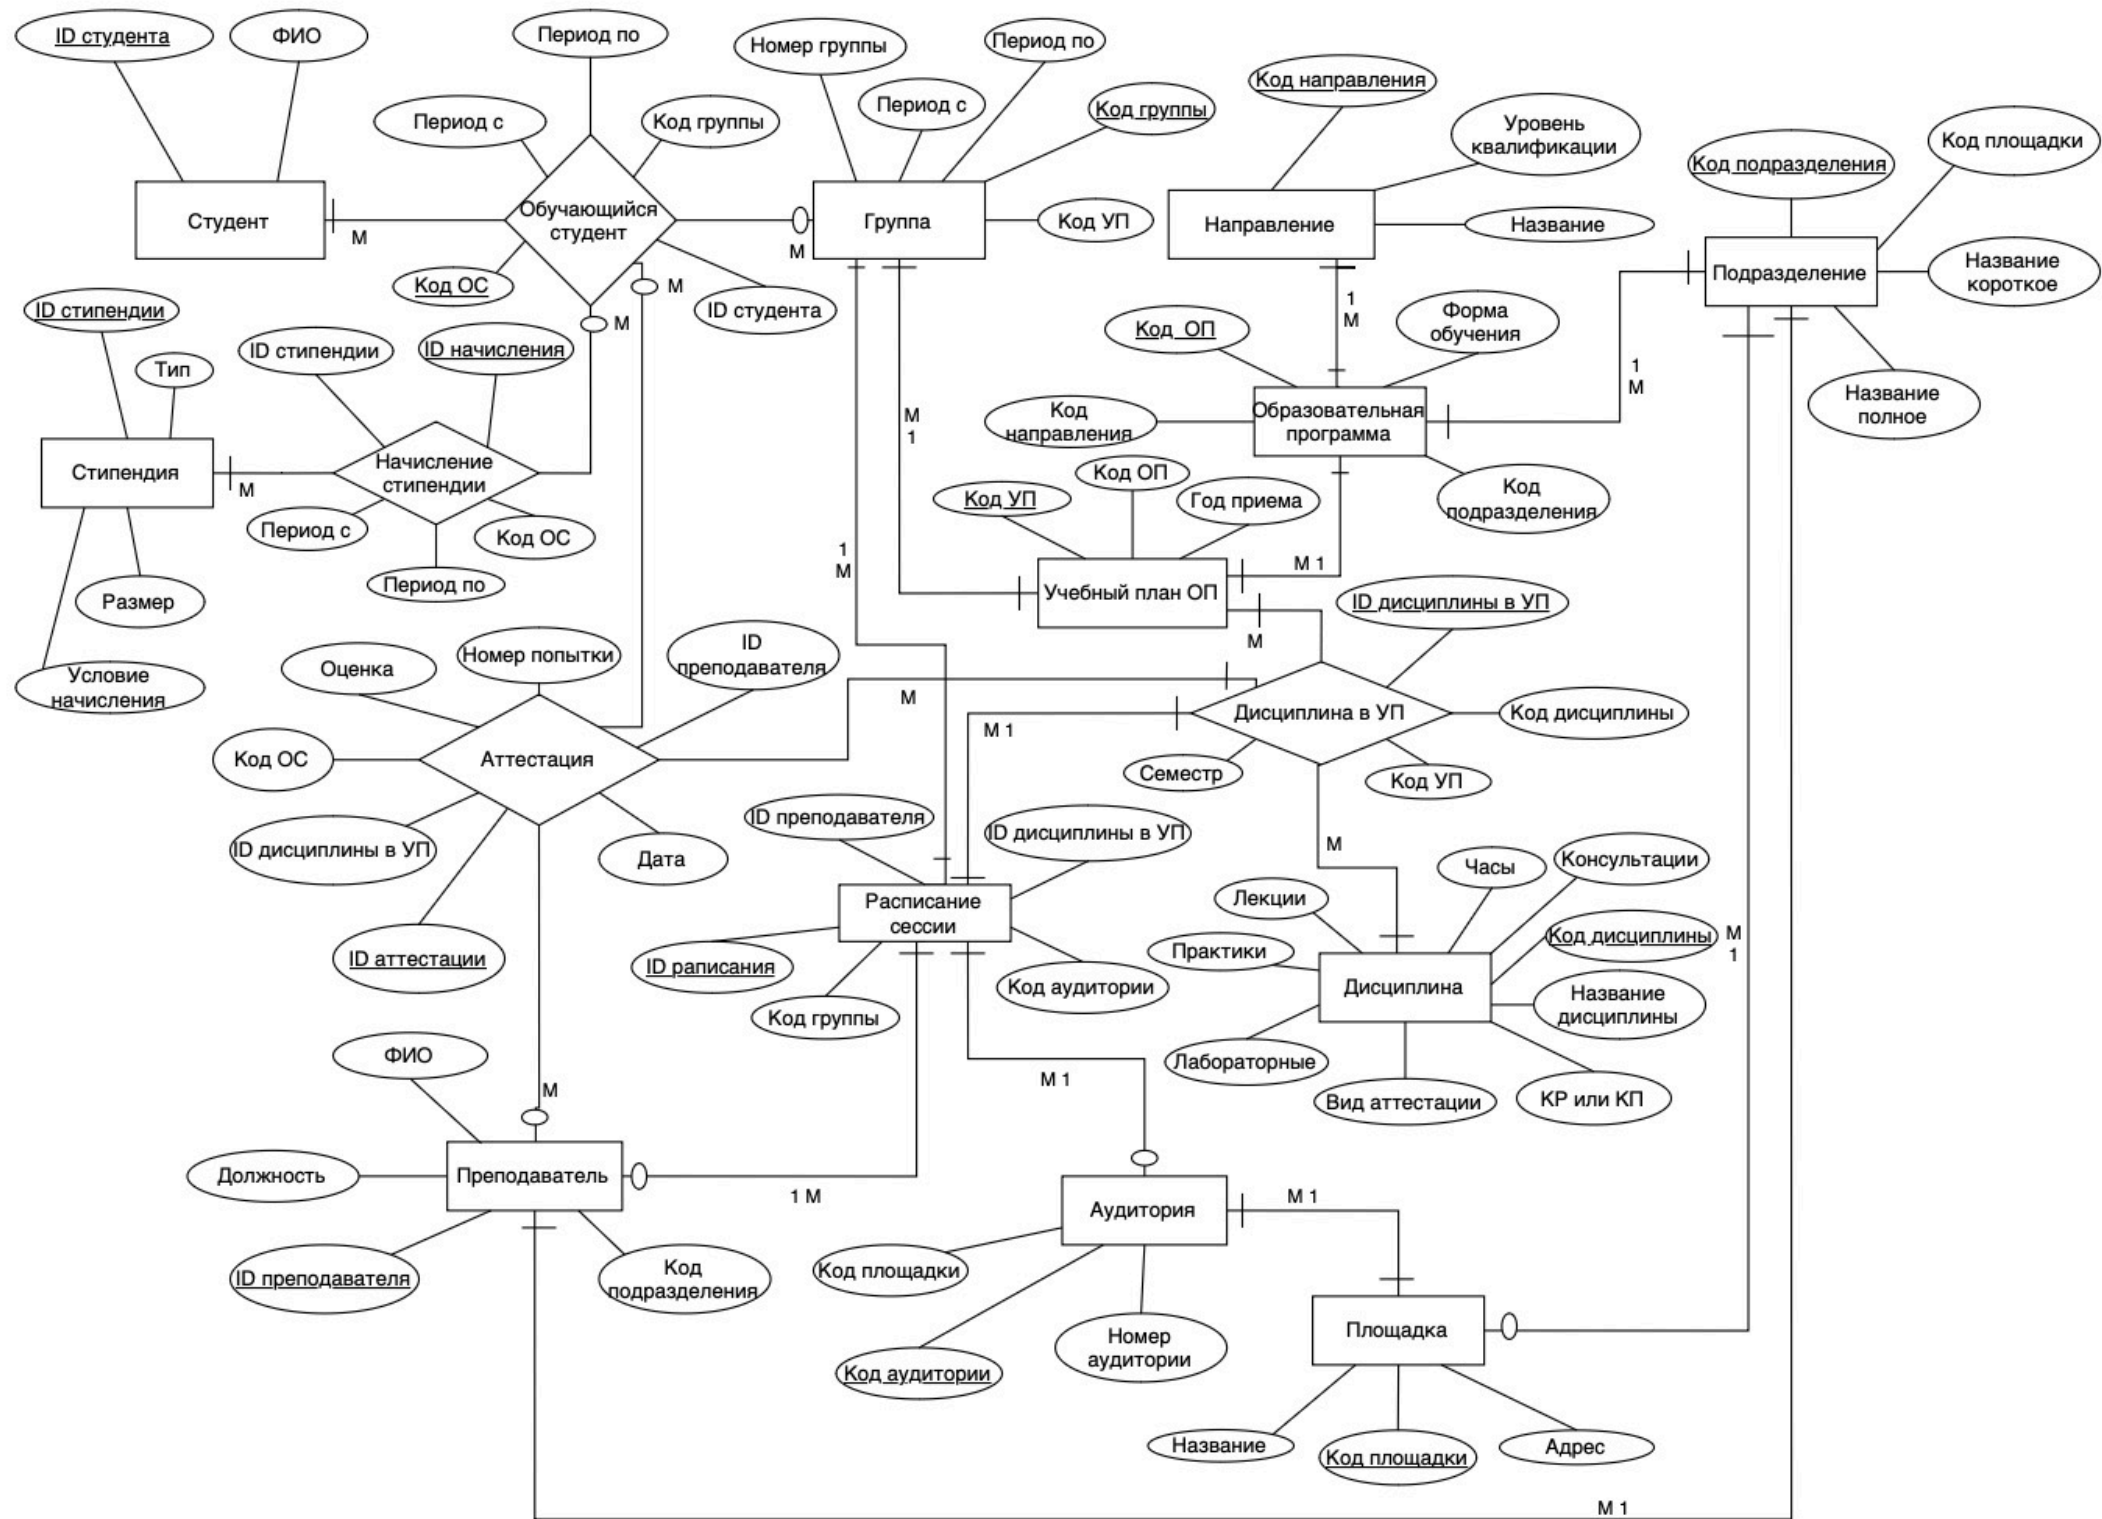 ID студента
ФИО
Период по
Номер группы
Период по
Период с
Код группы
Период с
Код группы
Код направления
Уровень
квалификации
Код подразделения
Код площадки
Студент
М
Обучающийся
студент
М
Группа
Код УП
Направление
Название
Подразделение
Название
короткое
Код ОС
ID студента
М
М
ID стипендии
ID стипендии
ID начисления
Тип
1
М
Код  ОП
Форма
обучения
1
М
Название
полное
Код
направления
Образовательная
программа
М
1
Стипендия
М
Начисление
стипендии
Период с
Код ОС
Период по
Код УП
Код ОП
Год приема
Код
подразделения
1
М
М 1
Учебный план ОП
М
ID дисциплины в УП
Размер
Условие
начисления
Оценка
Номер попытки
ID
преподавателя
М
М 1
Дисциплина в УП
Код дисциплины
Код ОС
Аттестация
Семестр
Код УП
ID преподавателя
ID дисциплины в УП
ID дисциплины в УП
Дата
М
Часы
Консультации
Лекции
Расписание
сессии
Код дисциплины
М
1
Практики
ID аттестации
ID раписания
Код аудитории
Дисциплина
Название
дисциплины
Код группы
Лабораторные
Вид аттестации
КР или КП
ФИО
М
М 1
Должность
Преподаватель
1 М
Аудитория
М 1
ID преподавателя
Код
подразделения
Код площадки
Код аудитории
Номер
аудитории
Площадка
Название
Код площадки
Адрес
М 1